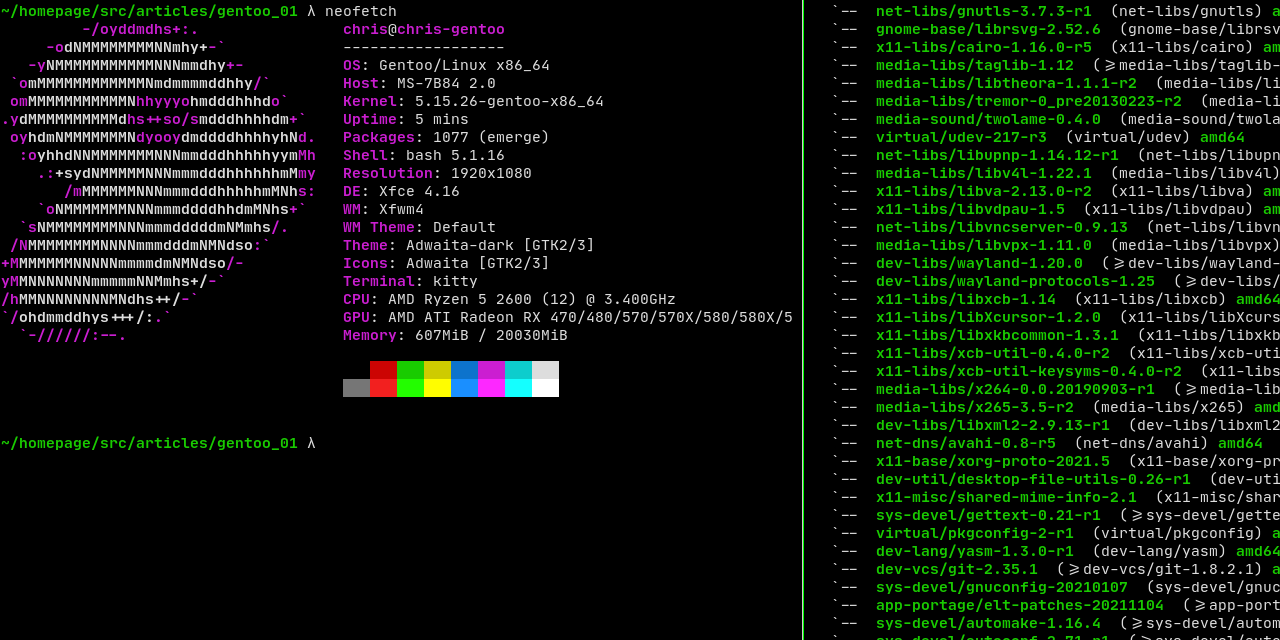 ~/homepage/src/articles/gentoo_01 λ neofetch
-/oyddmdhs+:.
-odNMMMMMMMMNNmhy+-`
-yNMMMMMMMMMMMNNNmmdhy+-
`omMMMMMMMMMMMMNmdmmmmddhhy/`
omMMMMMMMMMMMNhhyyyohmdddhhhdo`
.ydMMMMMMMMMMdhs++so/smdddhhhhdm+`
oyhdmNMMMMMMMNdyooydmddddhhhhyhNd.
:oyhhdNNMMMMMMMNNNmmdddhhhhhyymMh
.:+sydNMMMMMNNNmmmdddhhhhhhmMmy
/mMMMMMMNNNmmmdddhhhhhmMNhs:
`oNMMMMMMMNNNmmmddddhhdmMNhs+`
`sNMMMMMMMMNNNmmmdddddmNMmhs/.
/NMMMMMMMMNNNNmmmdddmNMNdso:`
+MMMMMMMNNNNNmmmmdmNMNdso/-
yMMNNNNNNNmmmmmNNMmhs+/-`
/hMMNNNNNNNNMNdhs++/-`
`/ohdmmddhys+++/:.`
`-//////:--.
chris@chris-gentoo
------------------
OS: Gentoo/Linux x86_64
Host: MS-7B84 2.0
Kernel: 5.15.26-gentoo-x86_64
Uptime: 5 mins
Packages: 1077 (emerge)
Shell: bash 5.1.16
Resolution: 1920x1080
DE: Xfce 4.16
WM: Xfwm4
WM Theme: Default
Theme: Adwaita-dark [GTK2/3]
Icons: Adwaita [GTK2/3]
Terminal: kitty
CPU: AMD Ryzen 5 2600 (12) @ 3.400GHz
GPU: AMD ATI Radeon RX 470/480/570/570X/580/580X/5
Memory: 607MiB / 20030MiB
~/homepage/src/articles/gentoo_01 λ
`-- net-libs/gnutls-3.7.3-r1 (net-libs/gnutls) a
`-- gnome-base/librsvg-2.52.6 (gnome-base/librsv
`-- x11-libs/cairo-1.16.0-r5 (x11-libs/cairo) am
`-- media-libs/taglib-1.12 (>=media-libs/taglib-
`-- media-libs/libtheora-1.1.1-r2 (media-libs/li
`-- media-libs/tremor-0_pre20130223-r2 (media-li
`-- media-sound/twolame-0.4.0 (media-sound/twola
`-- virtual/udev-217-r3 (virtual/udev) amd64
`-- net-libs/libupnp-1.14.12-r1 (net-libs/libupn
`-- media-libs/libv4l-1.22.1 (media-libs/libv4l)
`-- x11-libs/libva-2.13.0-r2 (x11-libs/libva) am
`-- x11-libs/libvdpau-1.5 (x11-libs/libvdpau) am
`-- net-libs/libvncserver-0.9.13 (net-libs/libvn
`-- media-libs/libvpx-1.11.0 (media-libs/libvpx)
`-- dev-libs/wayland-1.20.0 (>=dev-libs/wayland-
`-- dev-libs/wayland-protocols-1.25 (>=dev-libs/
`-- x11-libs/libxcb-1.14 (x11-libs/libxcb) amd64
`-- x11-libs/libXcursor-1.2.0 (x11-libs/libXcurs
`-- x11-libs/libxkbcommon-1.3.1 (x11-libs/libxkb
`-- x11-libs/xcb-util-0.4.0-r2 (x11-libs/xcb-uti
`-- x11-libs/xcb-util-keysyms-0.4.0-r2 (x11-libs
`-- media-libs/x264-0.0.20190903-r1 (>=media-lib
`-- media-libs/x265-3.5-r2 (media-libs/x265) amd
`-- dev-libs/libxml2-2.9.13-r1 (dev-libs/libxml2
`-- net-dns/avahi-0.8-r5 (net-dns/avahi) amd64
`-- x11-base/xorg-proto-2021.5 (x11-base/xorg-pr
`-- dev-util/desktop-file-utils-0.26-r1 (dev-uti
`-- x11-misc/shared-mime-info-2.1 (x11-misc/shar
`-- sys-devel/gettext-0.21-r1 (>=sys-devel/gette
`-- virtual/pkgconfig-2-r1 (virtual/pkgconfig) a
`-- dev-lang/yasm-1.3.0-r1 (dev-lang/yasm) amd64
`-- dev-vcs/git-2.35.1 (>=dev-vcs/git-1.8.2.1) a
`-- sys-devel/gnuconfig-20210107 (sys-devel/gnuc
`-- app-portage/elt-patches-20211104 (>=app-port
`-- sys-devel/automake-1.16.4 (>=sys-devel/autom
`-- sys-devel/autoconf-2.71-r1 (>=sys-devel/auto